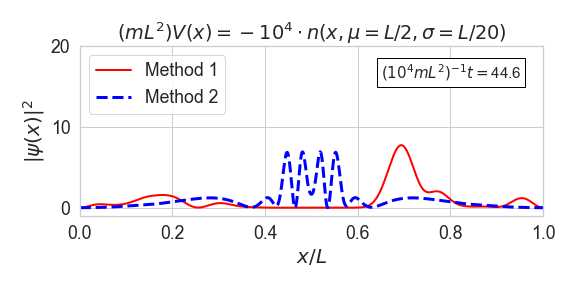 (mL²)V(x) = −10⁴ · n(x, μ = L/2, σ = L/20)
20
10
0
|ψ(x)|²
Method 1
Method 2
(10⁴mL²)⁻¹t = 44.6
0.0 0.2 0.4 0.6 0.8 1.0
x/L